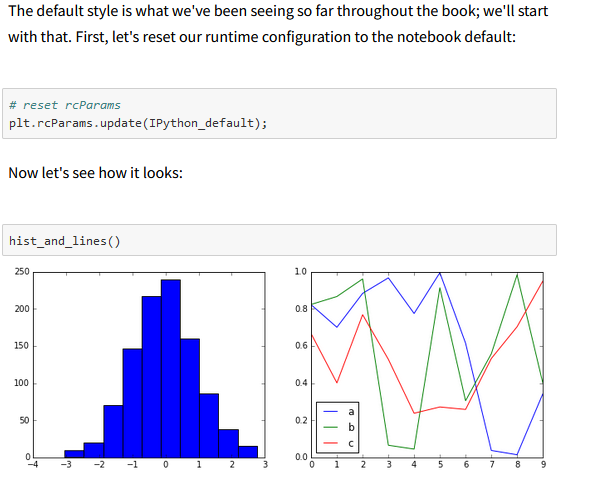 The default style is what we've been seeing so far throughout the book; we'll start
with that. First, let's reset our runtime configuration to the notebook default:
# reset rcParams
plt.rcParams.update(IPython_default);
Now let's see how it looks:
hist_and_lines()
250
200
150
100
50
0
−4 −3 −2 −1 0 1 2 3
1.0
0.8
0.6
0.4
0.2
0.0
a
b
c
0 1 2 3 4 5 6 7 8 9